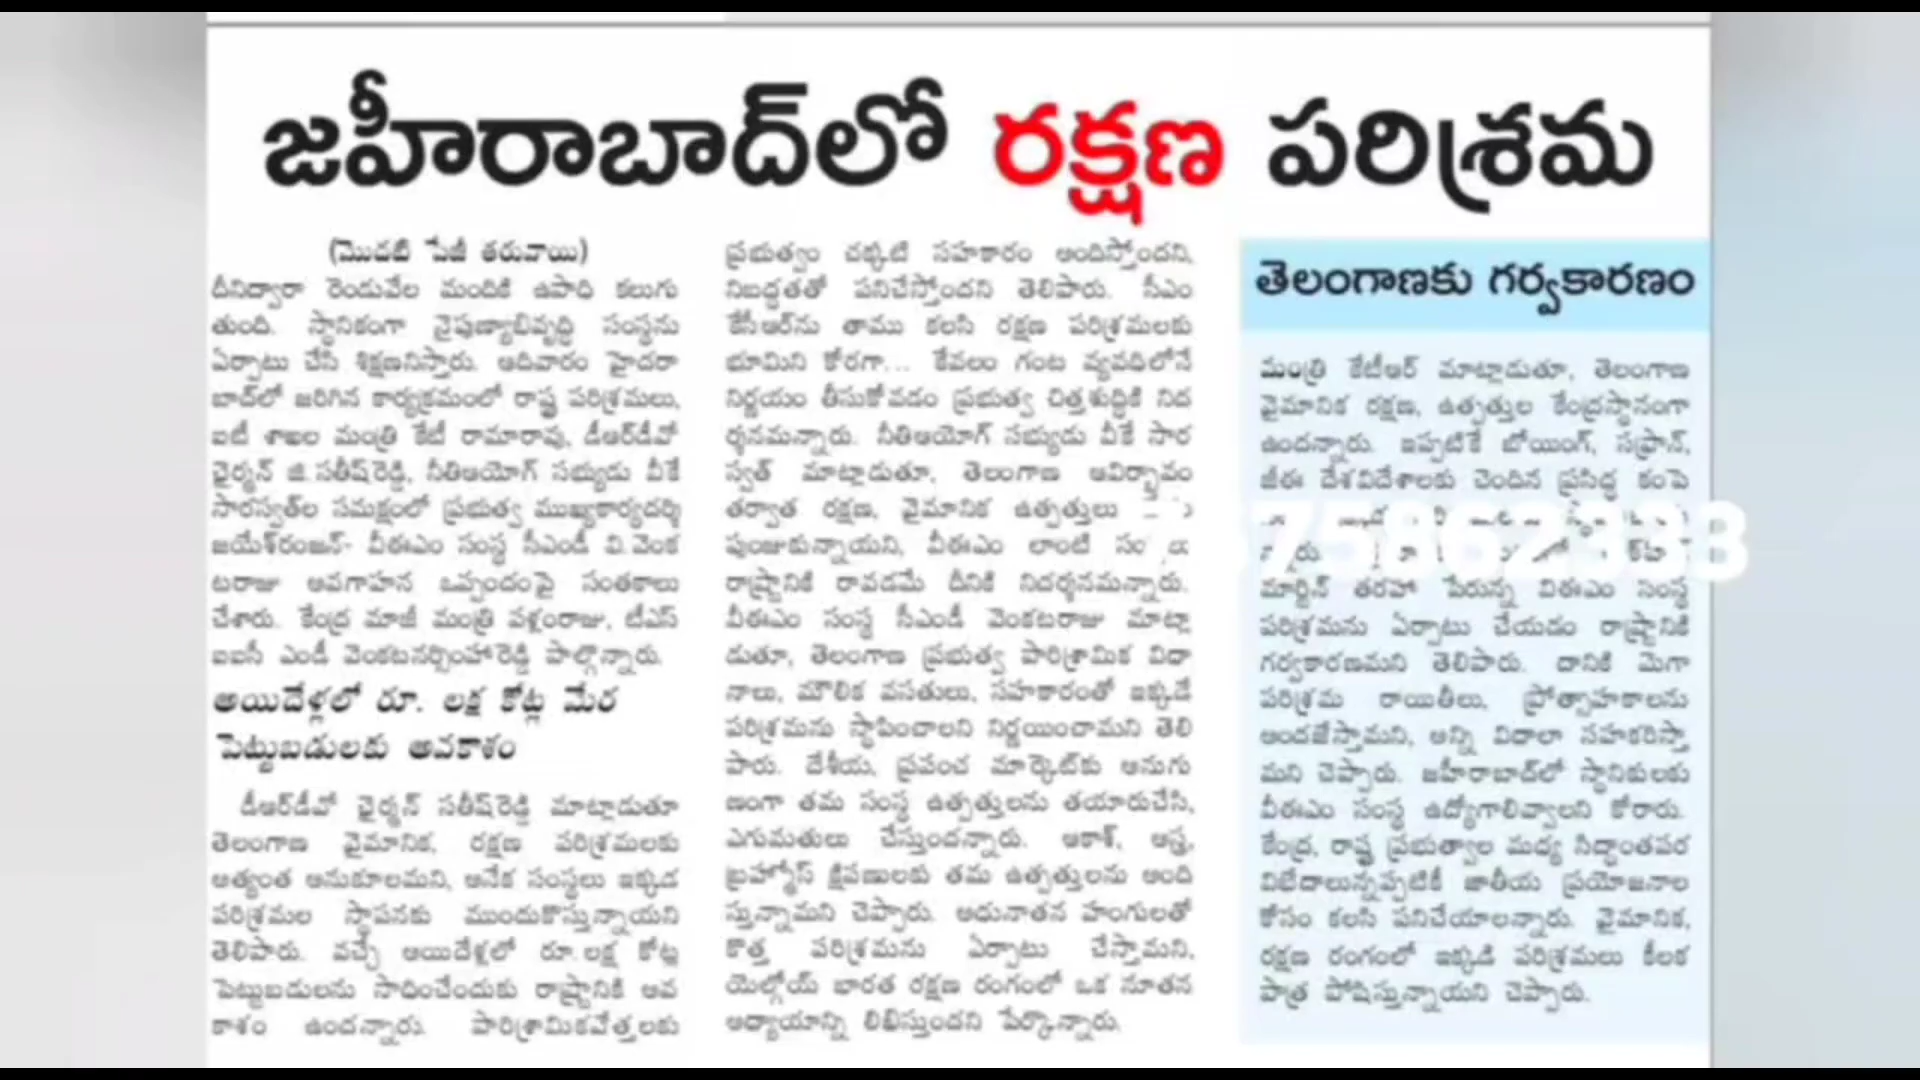 జహీరాబాద్‌లో రక్షణ పరిశ్రమ
(మొదటి పేజీ తరువాయి)
దీనిద్వారా రెండువేల మందికి ఉపాధి కలుగు
తుంది. స్థానికంగా నైపుణ్యాభివృద్ధి సంస్థను
ఏర్పాటు చేసి శిక్షణనిస్తారు. ఆదివారం హైదరా
బాద్‌లో జరిగిన కార్యక్రమంలో రాష్ట్ర పరిశ్రమలు,
ఐటీ శాఖల మంత్రి కేటీ రామారావు, డీఆర్‌డీవో
ఛైర్మన్ జి.సతీష్‌రెడ్డి, నీతిఆయోగ్ సభ్యుడు వీకే
సారస్వత్‌ల సమక్షంలో ప్రభుత్వ ముఖ్యకార్యదర్శి
జయేశ్‌రంజన్- వీఈఎం సంస్థ సీఎండీ వి.వెంక
టరాజు అవగాహన ఒప్పందంపై సంతకాలు
చేశారు. కేంద్ర మాజీ మంత్రి పళ్లంరాజు, టీఎస్
ఐఐసీ ఎండీ వెంకటనర్సింహారెడ్డి పాల్గొన్నారు.
అయిదేళ్లలో రూ. లక్ష కోట్ల మేర
పెట్టుబడులకు అవకాశం
డీఆర్‌డీవో ఛైర్మన్ సతీష్‌రెడ్డి మాట్లాడుతూ
తెలంగాణ వైమానిక, రక్షణ పరిశ్రమలకు
అత్యంత అనుకూలమని, అనేక సంస్థలు ఇక్కడ
పరిశ్రమల స్థాపనకు ముందుకొస్తున్నాయని
తెలిపారు. వచ్చే అయిదేళ్లలో రూ.లక్ష కోట్ల
పెట్టుబడులను సాధించేందుకు రాష్ట్రానికి అవ
కాశం ఉందన్నారు. పారిశ్రామికవేత్తలకు
ప్రభుత్వం చక్కటి సహకారం అందిస్తోందని,
నిబద్ధతతో పనిచేస్తోందని తెలిపారు. సీఎం
కేసీఆర్‌ను తాము కలసి రక్షణ పరిశ్రమలకు
భూమిని కోరగా... కేవలం గంట వ్యవధిలోనే
నిర్ణయం తీసుకోవడం ప్రభుత్వ చిత్తశుద్ధికి నిద
ర్శనమన్నారు. నీతిఆయోగ్ సభ్యుడు వీకే సార
స్వత్ మాట్లాడుతూ, తెలంగాణ ఆవిర్భావం
తర్వాత రక్షణ, వైమానిక ఉత్పత్తులు
పుంజుకున్నాయని, వీఈఎం లాంటి
రాష్ట్రానికి రావడమే దీనికి నిదర్శనమన్నారు.
వీఈఎం సంస్థ సీఎండీ వెంకటరాజు మాట్లా
డుతూ, తెలంగాణ ప్రభుత్వ పారిశ్రామిక విధా
నాలు, మౌలిక వసతులు, సహకారంతో ఇక్కడే
పరిశ్రమను స్థాపించాలని నిర్ణయించామని తెలి
పారు. దేశీయ, ప్రపంచ మార్కెట్‌కు అనుగు
ణంగా తమ సంస్థ ఉత్పత్తులను తయారుచేసి,
ఎగుమతులు చేస్తుందన్నారు. ఆకాశ్, అస్త్ర,
బ్రహ్మోస్ క్షిపణులకు తమ ఉత్పత్తులను అంది
స్తున్నామని చెప్పారు. అధునాతన హంగులతో
కొత్త పరిశ్రమను ఏర్పాటు చేస్తామని,
యెల్గోయ్ భారత రక్షణ రంగంలో ఒక నూతన
అధ్యాయాన్ని లిఖిస్తుందని పేర్కొన్నారు.
తెలంగాణకు గర్వకారణం
మంత్రి కేటీఆర్ మాట్లాడుతూ, తెలంగాణ
వైమానిక రక్షణ, ఉత్పత్తుల కేంద్రస్థానంగా
ఉందన్నారు. ఇప్పటికే బోయింగ్, సఫ్రాన్,
జీఈ దేశవిదేశాలకు చెందిన ప్రసిద్ధ కంపె
75862333
మార్టిన్ తరహా పేరున్న వీఈఎం సంస్థ
పరిశ్రమను ఏర్పాటు చేయడం రాష్ట్రానికి
గర్వకారణమని తెలిపారు. దానికి మెగా
పరిశ్రమ రాయితీలు, ప్రోత్సాహకాలను
అందజేస్తామని, అన్ని విధాలా సహకరిస్తా
మని చెప్పారు. జహీరాబాద్‌లో స్థానికులకు
వీఈఎం సంస్థ ఉద్యోగాలివ్వాలని కోరారు.
కేంద్ర, రాష్ట్ర ప్రభుత్వాల మధ్య సిద్ధాంతపర
విభేదాలున్నప్పటికీ జాతీయ ప్రయోజనాల
కోసం కలసి పనిచేయాలన్నారు. వైమానిక,
రక్షణ రంగంలో ఇక్కడి పరిశ్రమలు కీలక
పాత్ర పోషిస్తున్నాయని చెప్పారు.